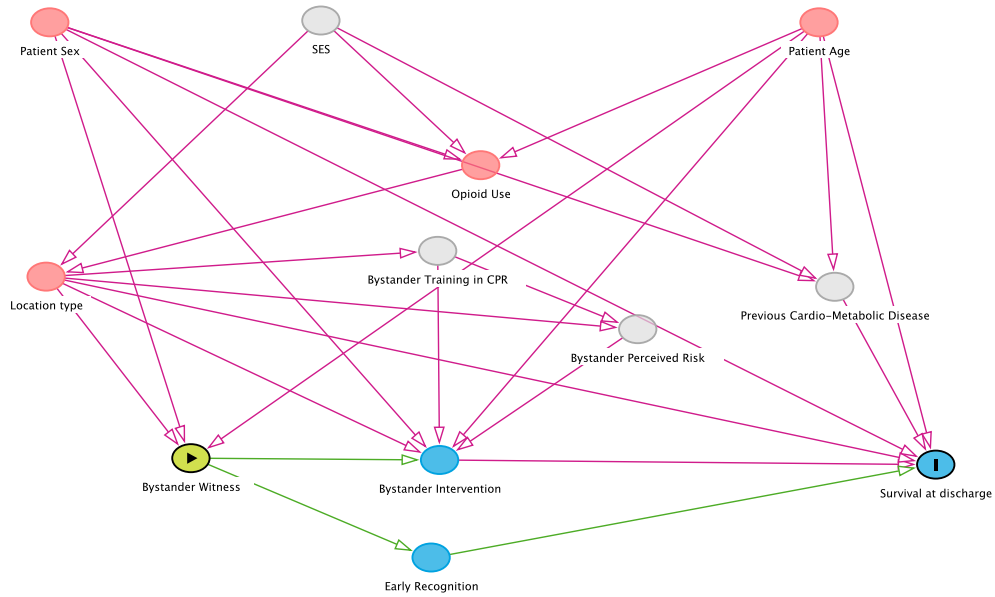 Patient Sex
SES
Patient Age
Opioid Use
Bystander Training in CPR
Location type
Previous Cardio-Metabolic Disease
Bystander Perceived Risk
Bystander Witness
Bystander Intervention
Survival at discharge
Early Recognition